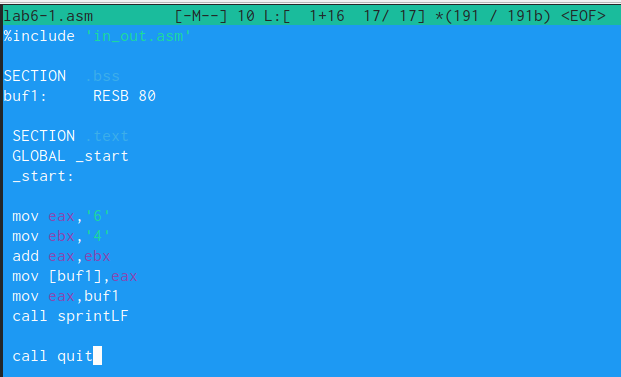 lab6-1.asm         [-M--] 10 L:[  1+16  17/ 17] *(191 / 191b) <EOF>
%include 'in_out.asm'
SECTION  .bss
buf1:     RESB 80
SECTION .text
GLOBAL _start
_start:
mov eax,'6'
mov ebx,'4'
add eax,ebx
mov [buf1],eax
mov eax,buf1
call sprintLF
call quit